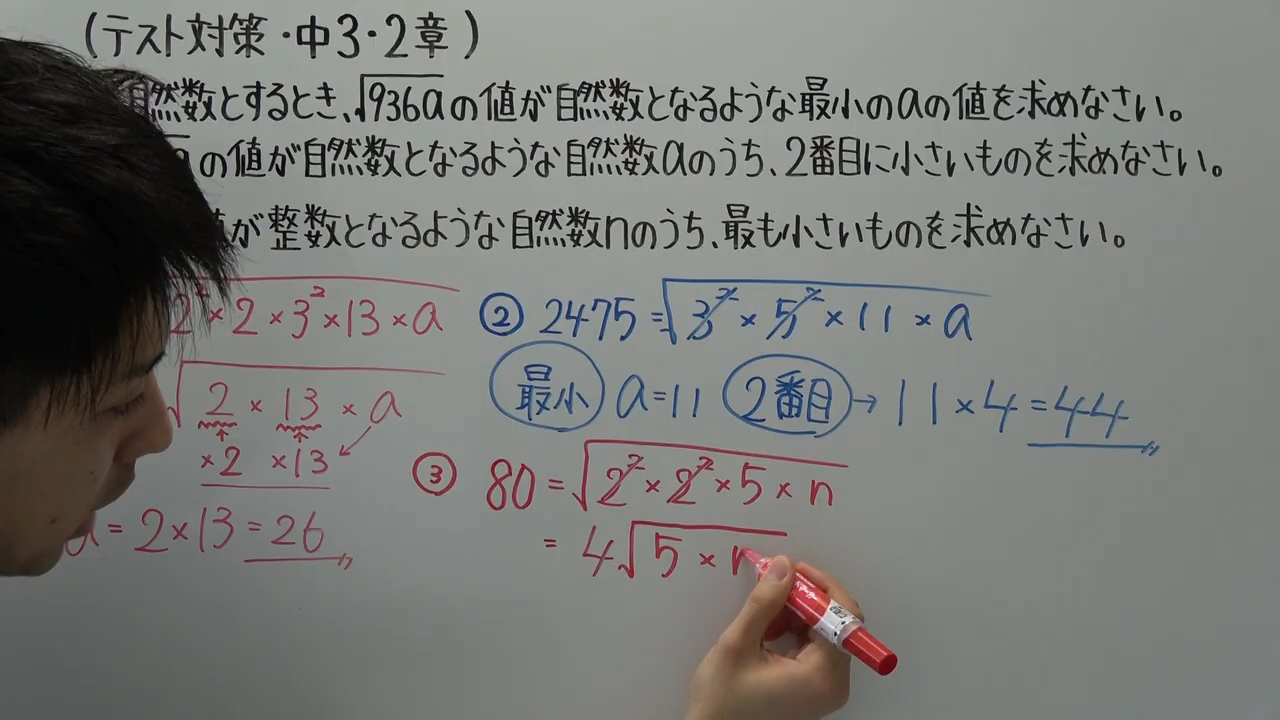 (テスト対策・中3・2章)
自然数とするとき、√936aの値が自然数となるような最小のaの値を求めなさい。
aの値が自然数となるような自然数aのうち、2番目に小さいものを求めなさい。
値が整数となるような自然数nのうち、最も小さいものを求めなさい。
2²×2×3²×13×a
√2×13×a
×2 ×13
a=2×13=26
② 2475=√3²×5²×11×a
最小 a=11 2番目→11×4=44
③ 80=√2²×2²×5×n
=4√5×n